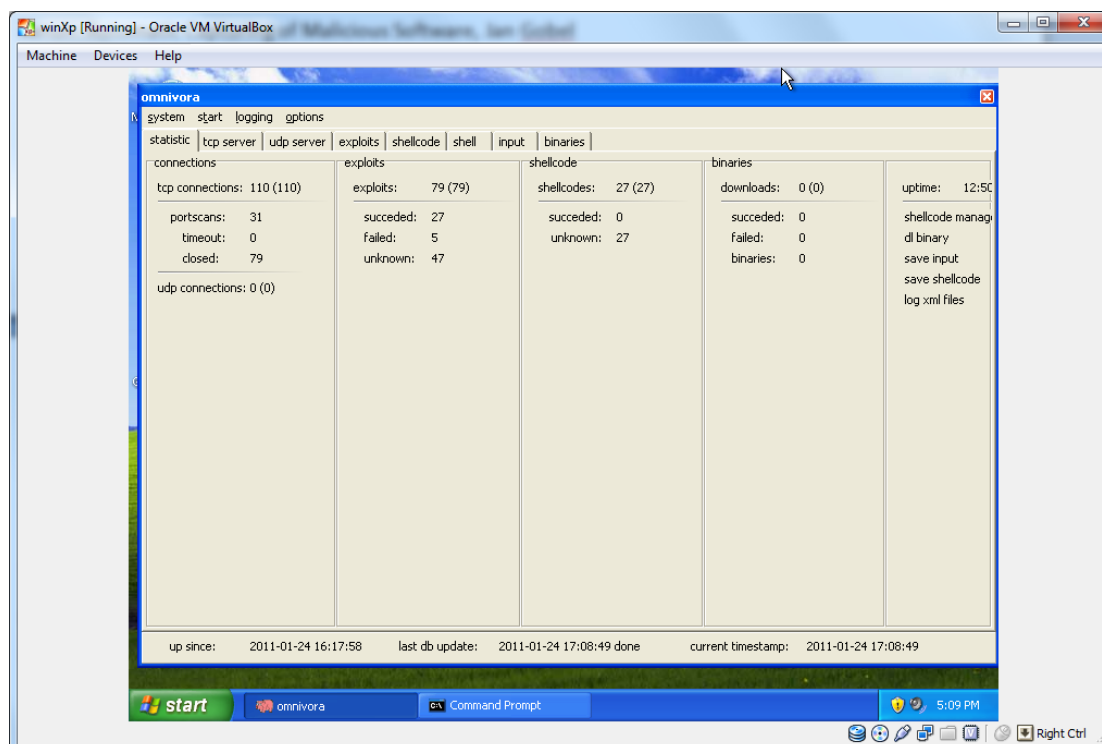 winXp [Running] - Oracle VM VirtualBox
Machine Devices Help
omnivora
system start logging options
statistic tcp server udp server exploits shellcode shell input binaries
connections
tcp connections: 110 (110)
portscans: 31
timeout: 0
closed: 79
udp connections: 0 (0)
exploits
exploits: 79 (79)
succeded: 27
failed: 5
unknown: 47
shellcode
shellcodes: 27 (27)
succeded: 0
unknown: 27
binaries
downloads: 0 (0)
succeded: 0
failed: 0
binaries: 0
uptime: 12:50
shellcode manag
dl binary
save input
save shellcode
log xml files
up since: 2011-01-24 16:17:58 last db update: 2011-01-24 17:08:49 done current timestamp: 2011-01-24 17:08:49
start omnivora Command Prompt 5:09 PM
Right Ctrl